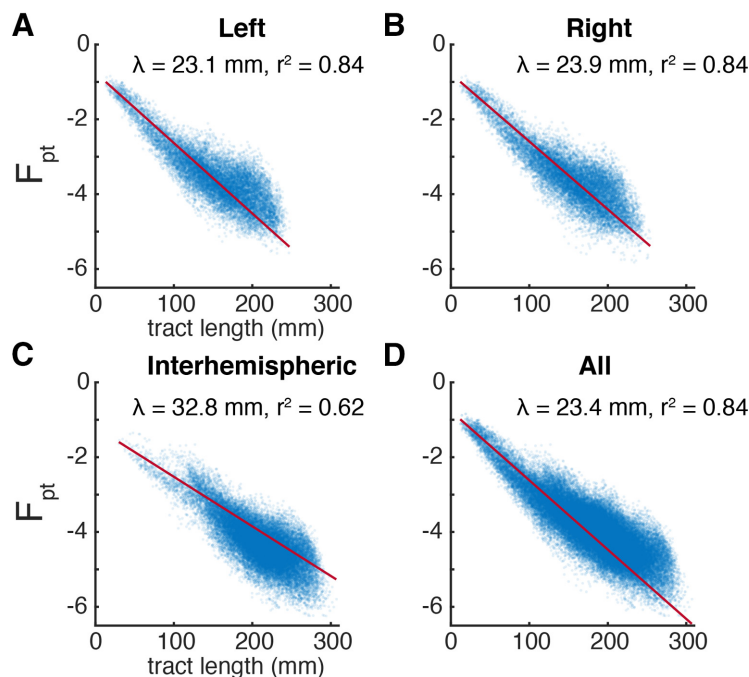 A
Left
0
λ = 23.1 mm, r² = 0.84
-2
-4
-6
F_pt
0 100 200 300
tract length (mm)
B
Right
0
λ = 23.9 mm, r² = 0.84
-2
-4
-6
0 100 200 300
C
Interhemispheric
0
λ = 32.8 mm, r² = 0.62
-2
-4
-6
F_pt
0 100 200 300
tract length (mm)
D
All
0
λ = 23.4 mm, r² = 0.84
-2
-4
-6
0 100 200 300